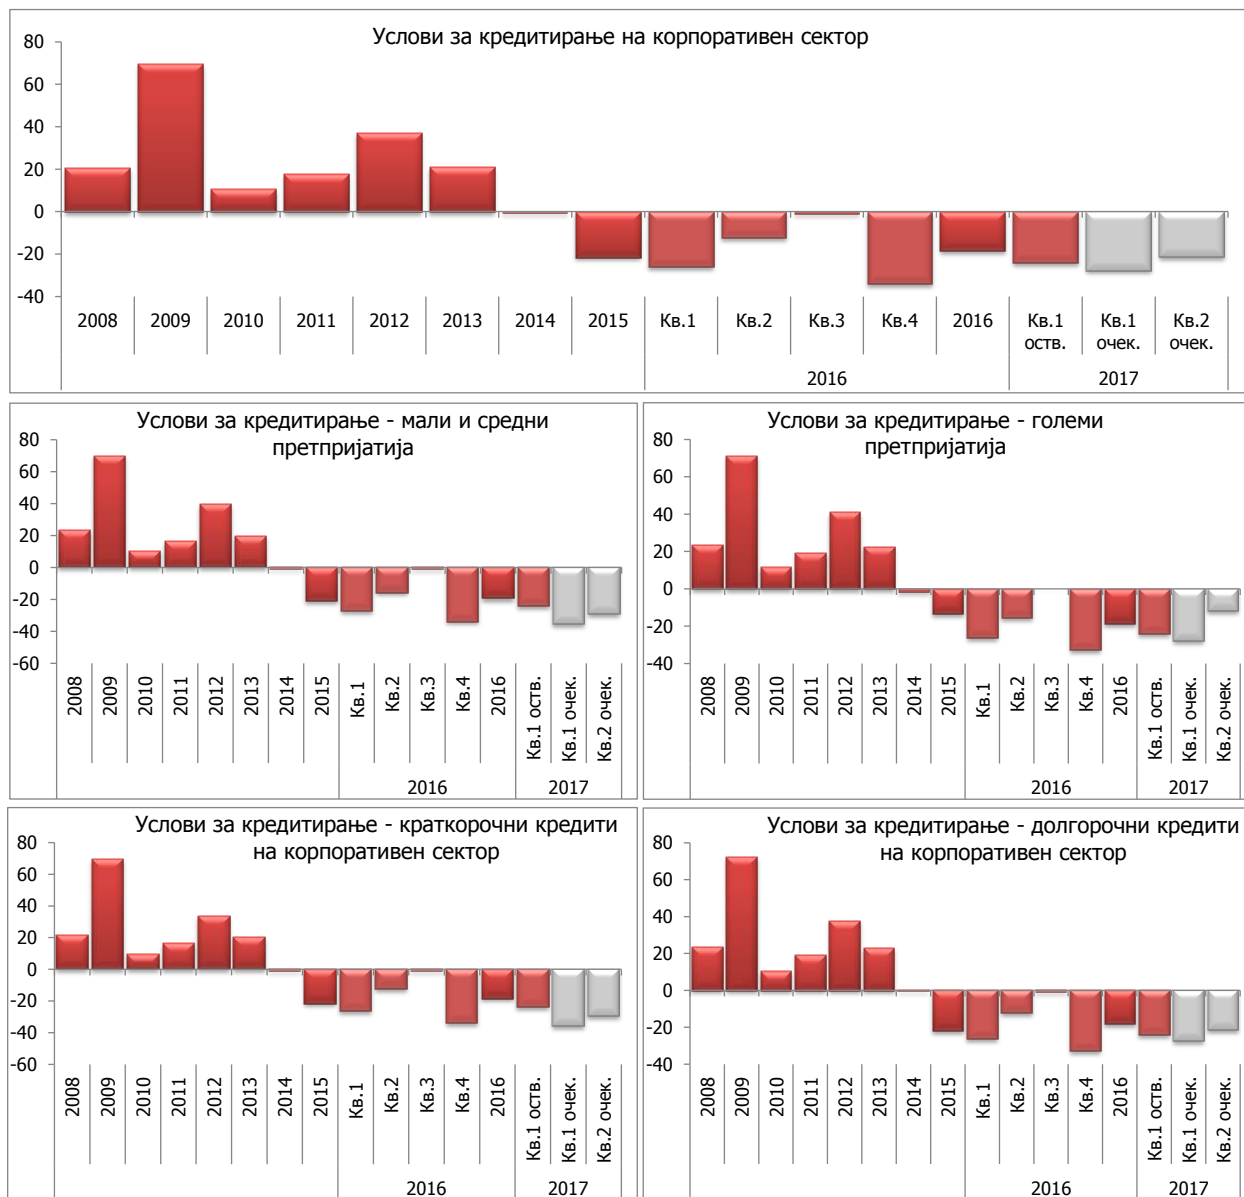 Услови за кредитирање на корпоративен сектор
80
60
40
20
0
-20
-40
2008 2009 2010 2011 2012 2013 2014 2015 Кв.1 Кв.2 Кв.3 Кв.4 2016 Кв.1 Кв.1 Кв.2
оств. очек. очек.
2016 2017
Услови за кредитирање - мали и средни
претпријатија
80
60
40
20
0
-20
-40
-60
2008 2009 2010 2011 2012 2013 2014 2015 Кв.1 Кв.2 Кв.3 Кв.4 2016 Кв.1 оств. Кв.1 очек. Кв.2 очек.
2016 2017
Услови за кредитирање - големи
претпријатија
80
60
40
20
0
-20
-40
2008 2009 2010 2011 2012 2013 2014 2015 Кв.1 Кв.2 Кв.3 Кв.4 2016 Кв.1 оств. Кв.1 очек. Кв.2 очек.
2016 2017
Услови за кредитирање - краткорочни кредити
на корпоративен сектор
80
60
40
20
0
-20
-40
-60
2008 2009 2010 2011 2012 2013 2014 2015 Кв.1 Кв.2 Кв.3 Кв.4 2016 Кв.1 оств. Кв.1 очек. Кв.2 очек.
2016 2017
Услови за кредитирање - долгорочни кредити
на корпоративен сектор
80
60
40
20
0
-20
-40
2008 2009 2010 2011 2012 2013 2014 2015 Кв.1 Кв.2 Кв.3 Кв.4 2016 Кв.1 оств. Кв.1 очек. Кв.2 очек.
2016 2017